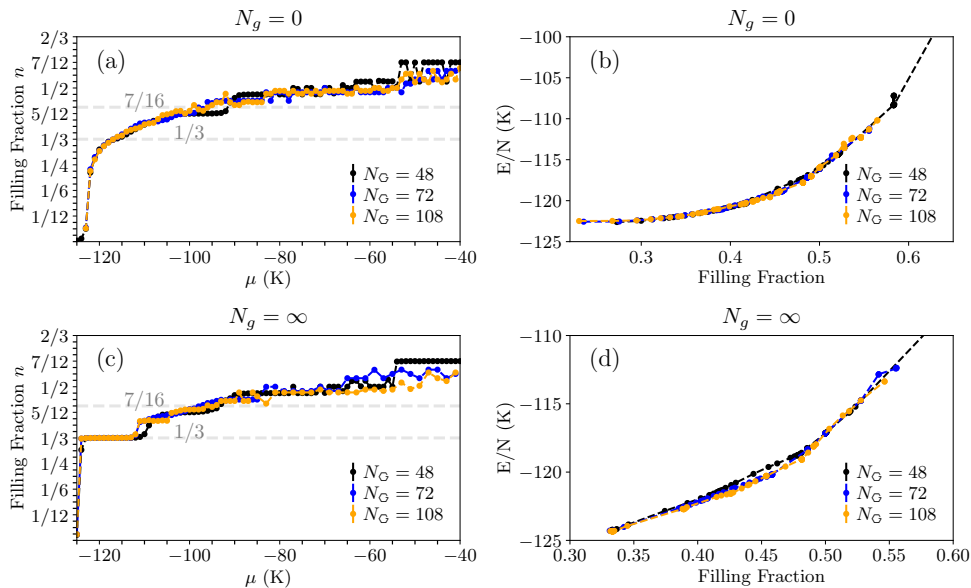 N_g = 0
(a)
2/3
7/12
1/2
5/12
1/3
1/4
1/6
1/12
Filling Fraction n
7/16
1/3
N_G = 48
N_G = 72
N_G = 108
−120
−100
−80
−60
−40
μ (K)
N_g = 0
(b)
−100
−105
−110
−115
−120
−125
E/N (K)
N_G = 48
N_G = 72
N_G = 108
0.3
0.4
0.5
0.6
Filling Fraction
N_g = ∞
(c)
2/3
7/12
1/2
5/12
1/3
1/4
1/6
1/12
Filling Fraction n
7/16
1/3
N_G = 48
N_G = 72
N_G = 108
−120
−100
−80
−60
−40
μ (K)
N_g = ∞
(d)
−110
−115
−120
−125
E/N (K)
N_G = 48
N_G = 72
N_G = 108
0.30
0.35
0.40
0.45
0.50
0.55
0.60
Filling Fraction